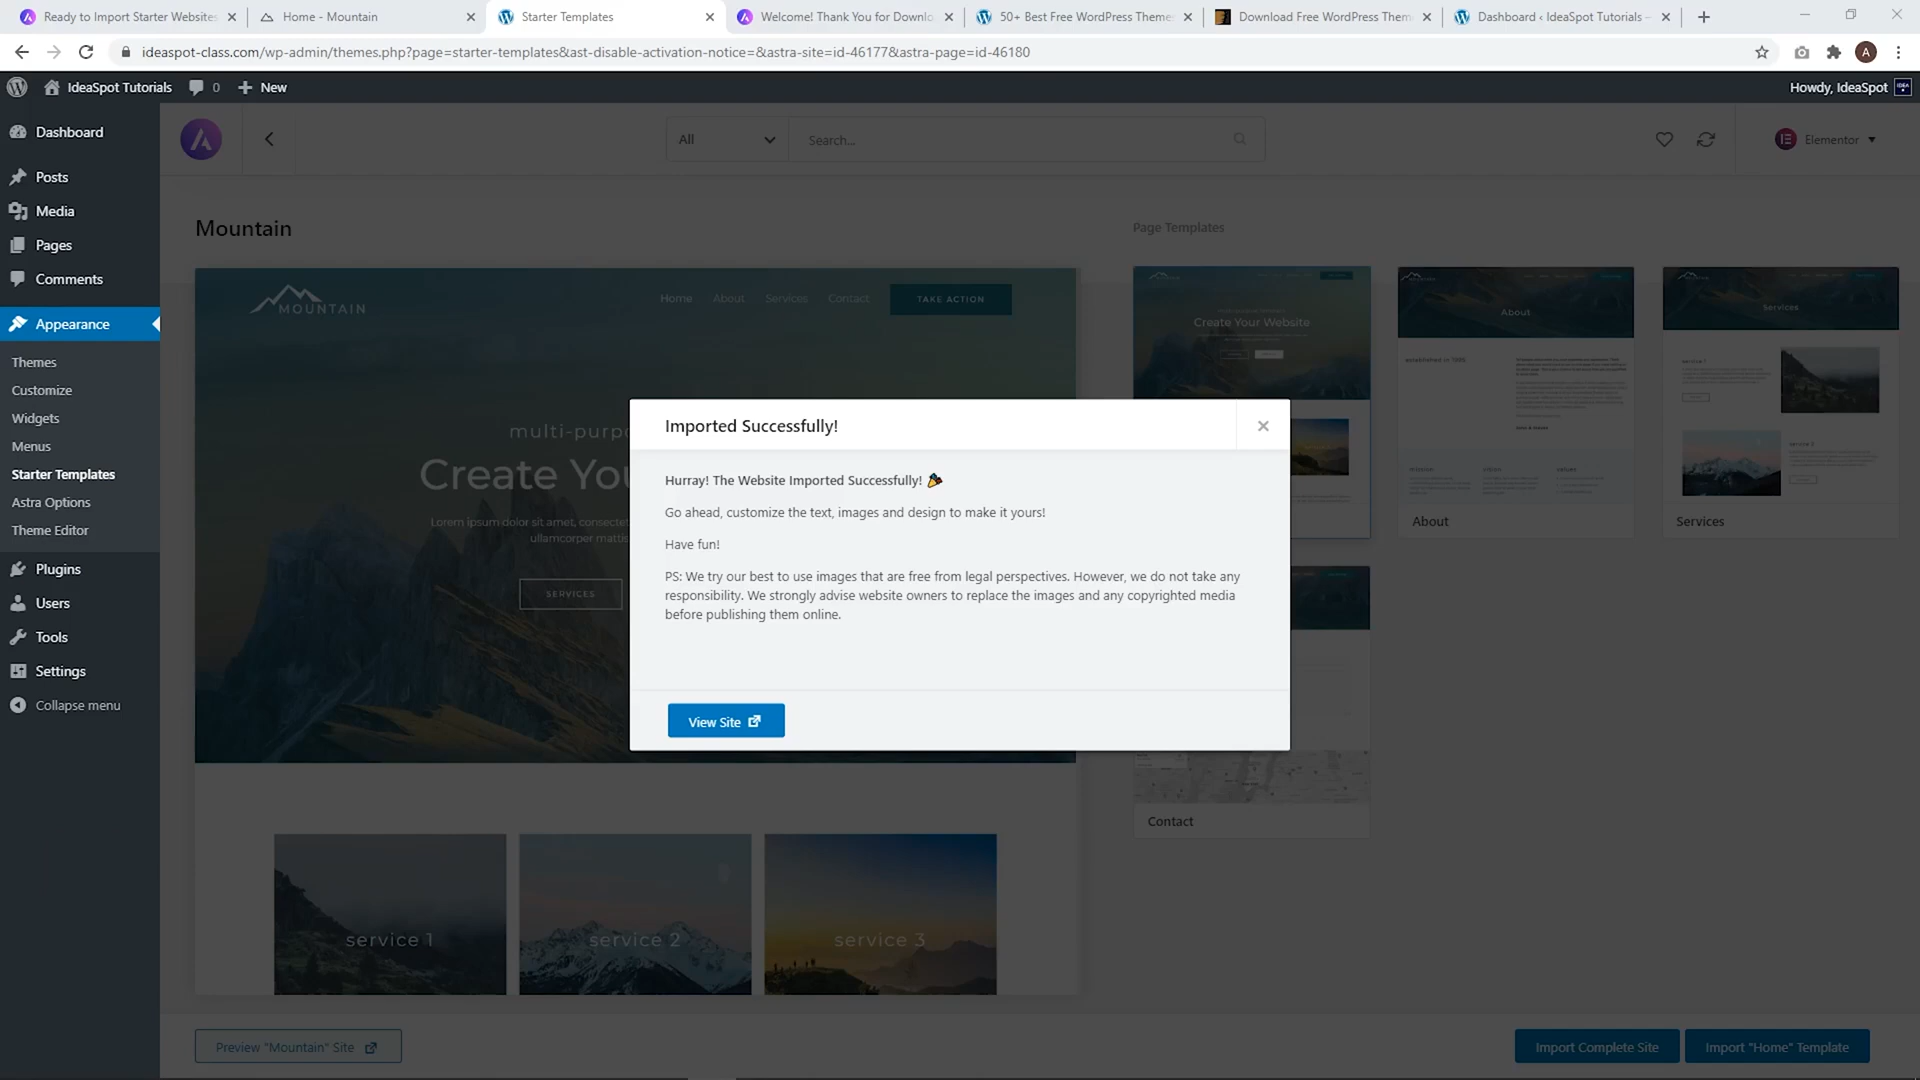 Ready to Import Starter Websites
Home - Mountain
Starter Templates
Welcome! Thank You for Downlo
50+ Best Free WordPress Theme
Download Free WordPress Them
Dashboard ‹ IdeaSpot Tutorials –
ideaspot-class.com/wp-admin/themes.php?page=starter-templates&ast-disable-activation-notice=&astra-site=id-46177&astra-page=id-46180
A
IdeaSpot Tutorials
0
New
Howdy, IdeaSpot
Dashboard
Posts
Media
Pages
Comments
Appearance
Themes
Customize
Widgets
Menus
Starter Templates
Astra Options
Theme Editor
Plugins
Users
Tools
Settings
Collapse menu
All
Search...
Elementor
Mountain
MOUNTAIN
Home
About
Services
Contact
TAKE ACTION
multi-purpo
Create You
Lorem ipsum dolor sit amet, consectet
ullamcorper mattis
SERVICES
service 1
service 2
service 3
Page Templates
Create Your Website
About
About
Services
service 1
Services
Contact
Imported Successfully!
Hurray! The Website Imported Successfully!
Go ahead, customize the text, images and design to make it yours!
Have fun!
PS: We try our best to use images that are free from legal perspectives. However, we do not take any
responsibility. We strongly advise website owners to replace the images and any copyrighted media
before publishing them online.
View Site
Preview "Mountain" Site
Import Complete Site
Import "Home" Template